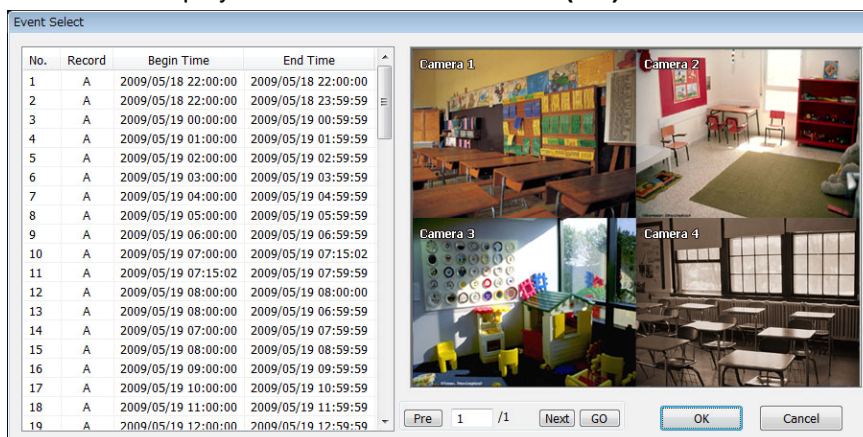 Event Select
No. Record Begin Time End Time
1 A 2009/05/18 22:00:00 2009/05/18 22:00:00
2 A 2009/05/18 22:00:00 2009/05/18 23:59:59
3 A 2009/05/19 00:00:00 2009/05/19 00:59:59
4 A 2009/05/19 01:00:00 2009/05/19 01:59:59
5 A 2009/05/19 02:00:00 2009/05/19 02:59:59
6 A 2009/05/19 03:00:00 2009/05/19 03:59:59
7 A 2009/05/19 04:00:00 2009/05/19 04:59:59
8 A 2009/05/19 05:00:00 2009/05/19 05:59:59
9 A 2009/05/19 06:00:00 2009/05/19 06:59:59
10 A 2009/05/19 07:00:00 2009/05/19 07:15:02
11 A 2009/05/19 07:15:02 2009/05/19 07:59:59
12 A 2009/05/19 08:00:00 2009/05/19 08:00:00
13 A 2009/05/19 08:00:00 2009/05/19 06:59:59
14 A 2009/05/19 07:00:00 2009/05/19 07:59:59
15 A 2009/05/19 08:00:00 2009/05/19 08:59:59
16 A 2009/05/19 09:00:00 2009/05/19 09:59:59
17 A 2009/05/19 10:00:00 2009/05/19 10:59:59
18 A 2009/05/19 11:00:00 2009/05/19 11:59:59
19 A 2009/05/19 12:00:00 2009/05/19 12:59:59
Camera 1
Camera 2
Camera 3
Camera 4
Pre 1 /1 Next GO OK Cancel